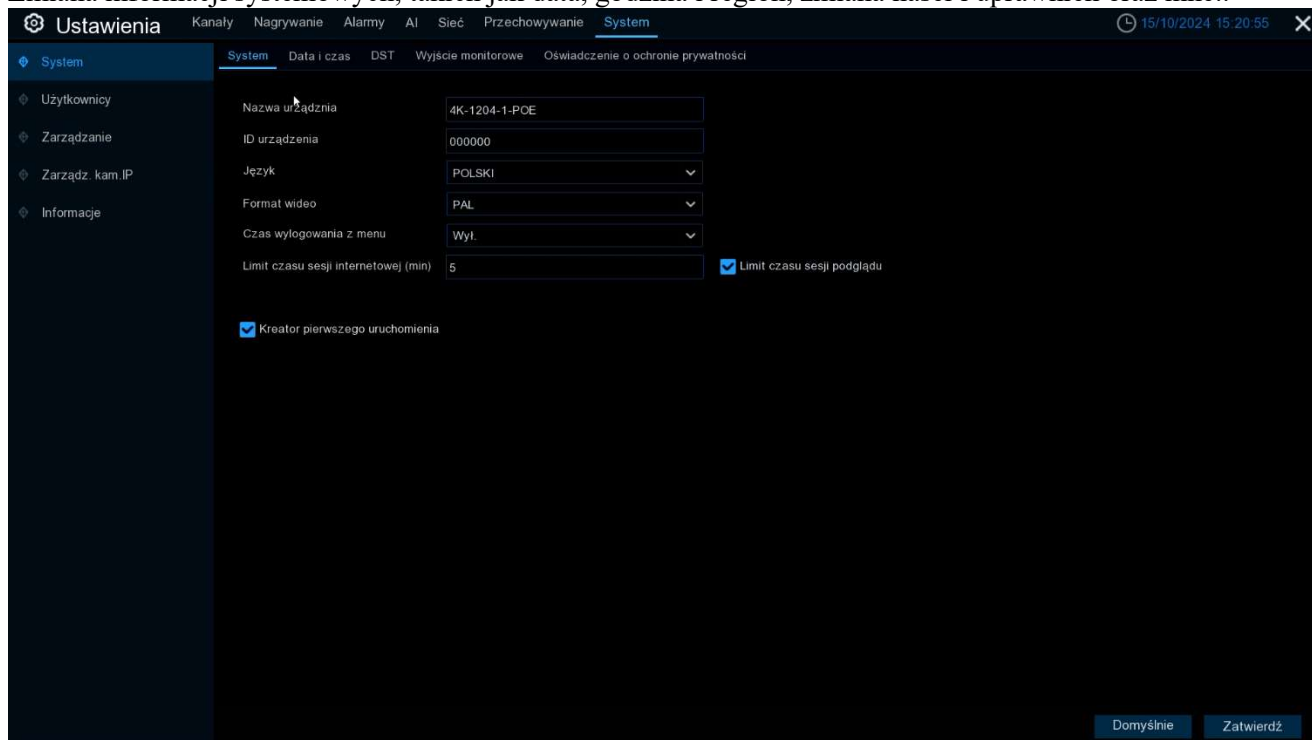 Ustawienia Kanały Nagrywanie Alarmy AI Sieć Przechowywanie System 15/10/2024 15:20:55
System Data i czas DST Wyjście monitorowe Oświadczenie o ochronie prywatności
System
Użytkownicy
Zarządzanie
Zarządz. kam.IP
Informacje
Nazwa urządznia 4K-1204-1-POE
ID urządzenia 000000
Język POLSKI
Format wideo PAL
Czas wylogowania z menu Wył.
Limit czasu sesji internetowej (min) 5 Limit czasu sesji podglądu
Kreator pierwszego uruchomienia
Domyślnie Zatwierdź